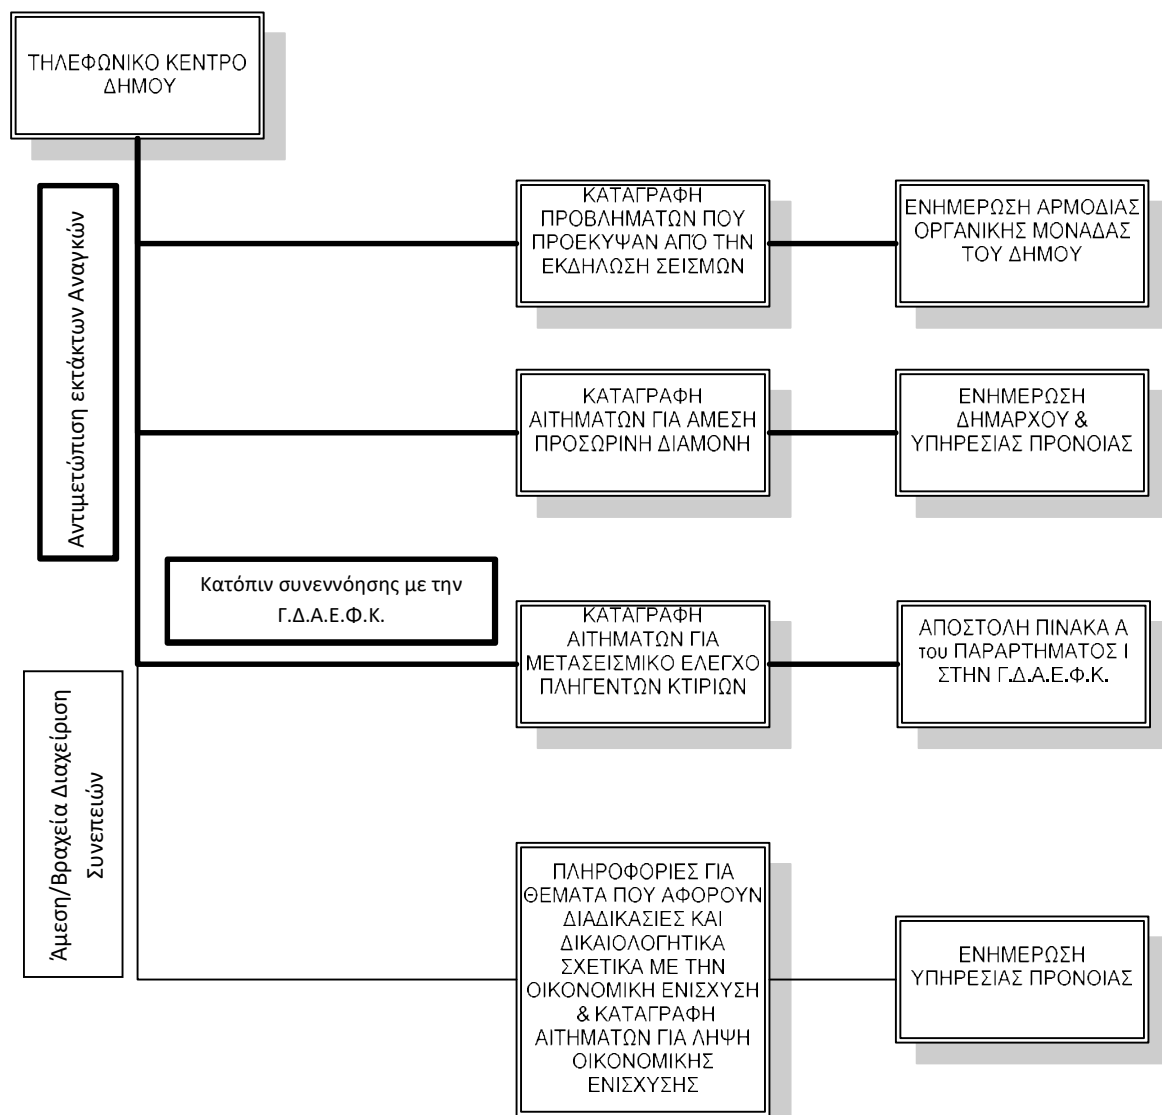 ΤΗΛΕΦΩΝΙΚΟ ΚΕΝΤΡΟ
ΔΗΜΟΥ
Αντιμετώπιση εκτάκτων Αναγκών
ΚΑΤΑΓΡΑΦΗ
ΠΡΟΒΛΗΜΑΤΩΝ ΠΟΥ
ΠΡΟΕΚΥΨΑΝ ΑΠΌ ΤΗΝ
ΕΚΔΗΛΩΣΗ ΣΕΙΣΜΩΝ
ΕΝΗΜΕΡΩΣΗ ΑΡΜΟΔΙΑΣ
ΟΡΓΑΝΙΚΗΣ ΜΟΝΑΔΑΣ
ΤΟΥ ΔΗΜΟΥ
ΚΑΤΑΓΡΑΦΗ
ΑΙΤΗΜΑΤΩΝ ΓΙΑ ΑΜΕΣΗ
ΠΡΟΣΩΡΙΝΗ ΔΙΑΜΟΝΗ
ΕΝΗΜΕΡΩΣΗ
ΔΗΜΑΡΧΟΥ &
ΥΠΗΡΕΣΙΑΣ ΠΡΟΝΟΙΑΣ
Κατόπιν συνεννόησης με την
Γ.Δ.Α.Ε.Φ.Κ.
ΚΑΤΑΓΡΑΦΗ
ΑΙΤΗΜΑΤΩΝ ΓΙΑ
ΜΕΤΑΣΕΙΣΜΙΚΟ ΕΛΕΓΧΟ
ΠΛΗΓΕΝΤΩΝ ΚΤΙΡΙΩΝ
ΑΠΟΣΤΟΛΗ ΠΙΝΑΚΑ Α
του ΠΑΡΑΡΤΗΜΑΤΟΣ Ι
ΣΤΗΝ Γ.Δ.Α.Ε.Φ.Κ.
Άμεση/Βραχεία Διαχείριση
Συνεπειών
ΠΛΗΡΟΦΟΡΙΕΣ ΓΙΑ
ΘΕΜΑΤΑ ΠΟΥ ΑΦΟΡΟΥΝ
ΔΙΑΔΙΚΑΣΙΕΣ ΚΑΙ
ΔΙΚΑΙΟΛΟΓΗΤΙΚΑ
ΣΧΕΤΙΚΑ ΜΕ ΤΗΝ
ΟΙΚΟΝΟΜΙΚΗ ΕΝΙΣΧΥΣΗ
& ΚΑΤΑΓΡΑΦΗ
ΑΙΤΗΜΑΤΩΝ ΓΙΑ ΛΗΨΗ
ΟΙΚΟΝΟΜΙΚΗΣ
ΕΝΙΣΧΥΣΗΣ
ΕΝΗΜΕΡΩΣΗ
ΥΠΗΡΕΣΙΑΣ ΠΡΟΝΟΙΑΣ